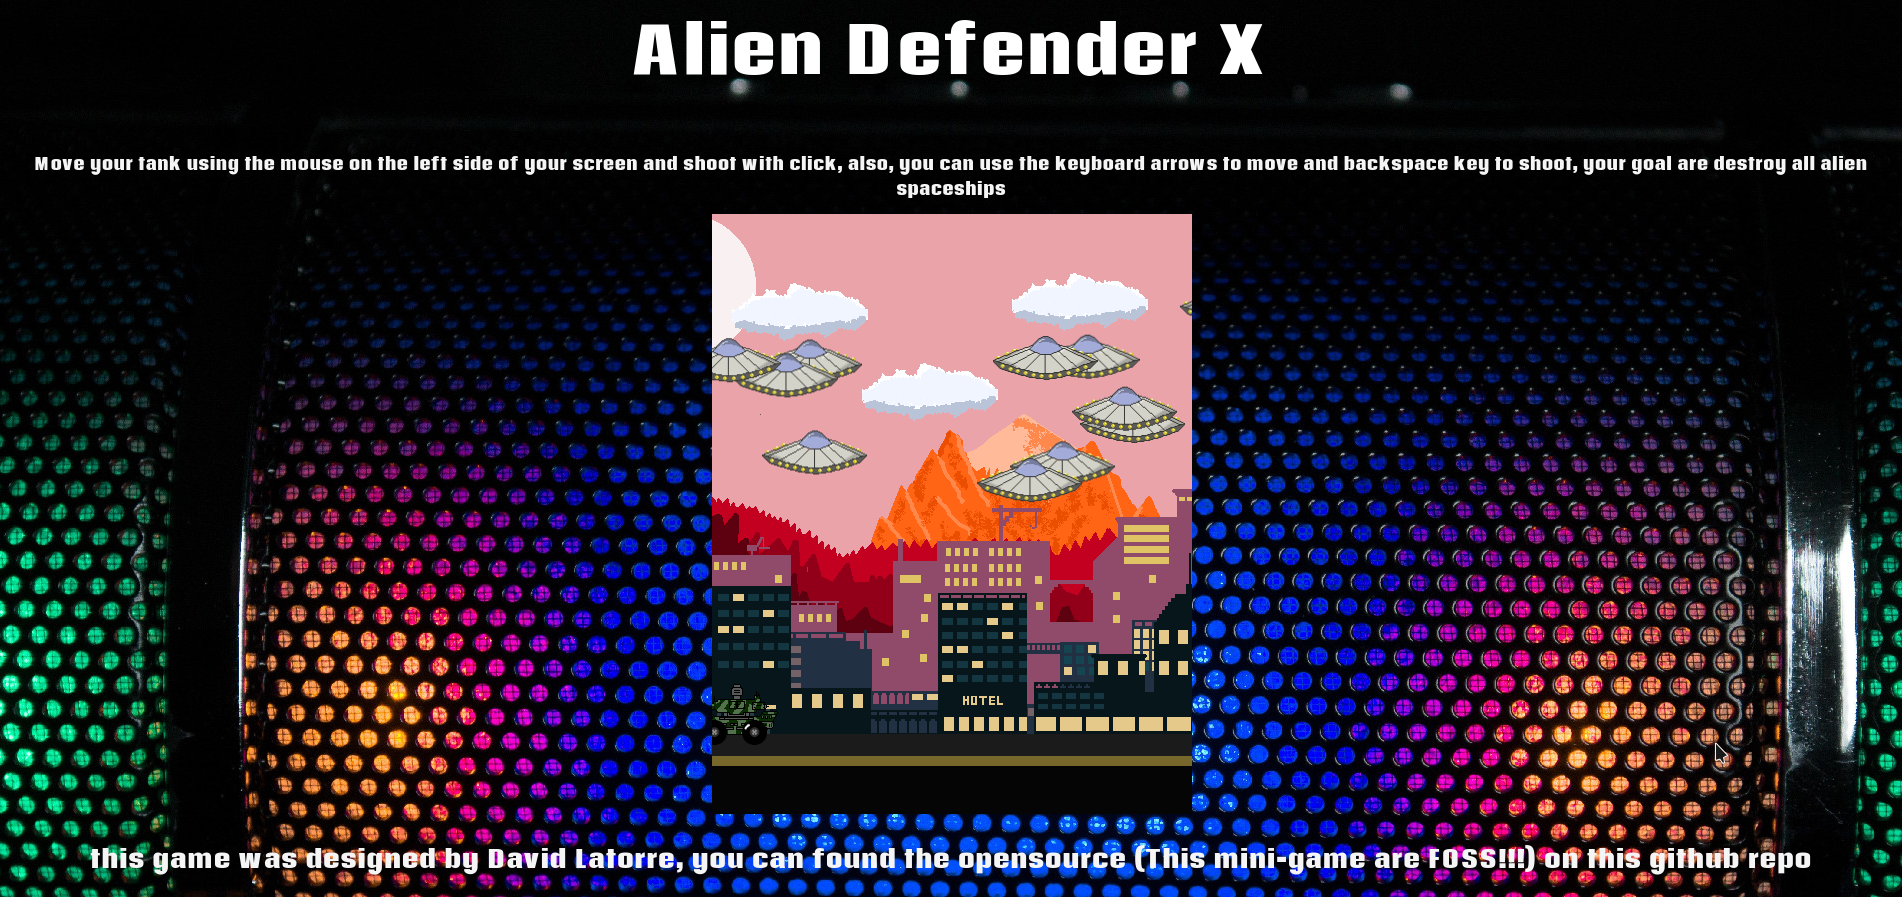 Alien Defender X
Move your tank using the mouse on the left side of your screen and shoot with click, also, you can use the keyboard arrows to move and backspace key to shoot, your goal are destroy all alien
spaceships
HOTEL
this game was designed by David Latorre, you can found the opensource (This mini-game are FOSS!!!) on this github repo